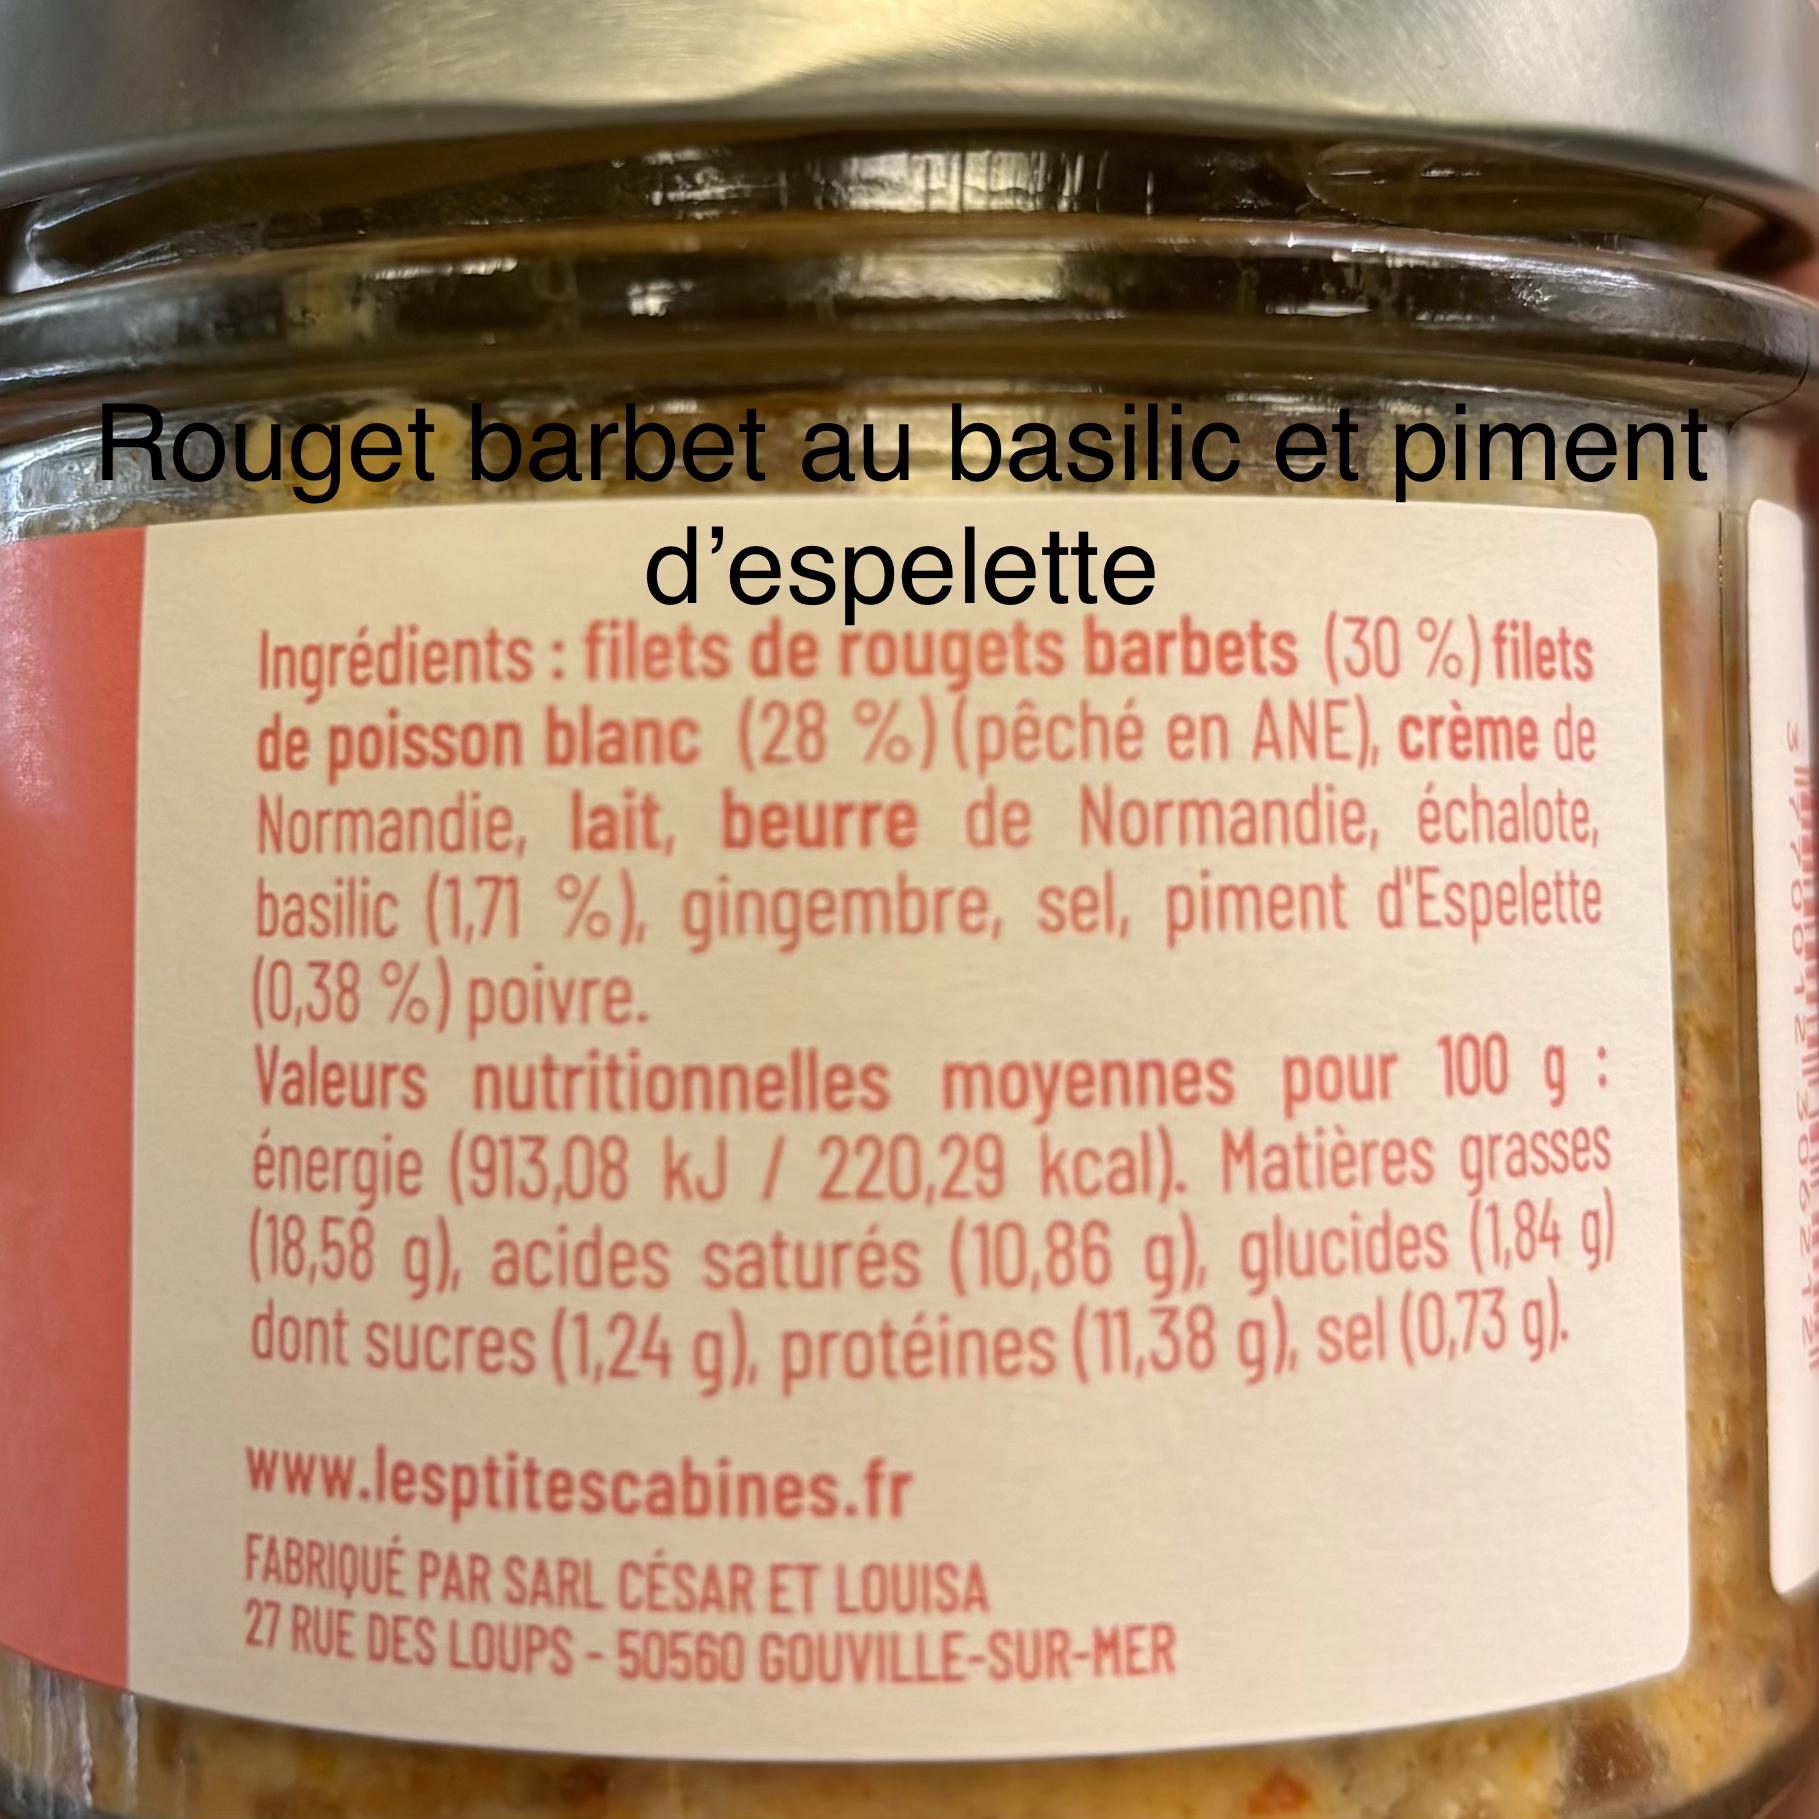 Rouget barbet au basilic et piment
d’espelette
Ingrédients : filets de rougets barbets (30 %) filets
de poisson blanc (28 %) (pêché en ANE), crème de
Normandie, lait, beurre de Normandie, échalote,
basilic (1,71 %), gingembre, sel, piment d'Espelette
(0,38 %) poivre.
Valeurs nutritionnelles moyennes pour 100 g :
énergie (913,08 kJ / 220,29 kcal). Matières grasses
(18,58 g), acides saturés (10,86 g), glucides (1,84 g)
dont sucres (1,24 g), protéines (11,38 g), sel (0,73 g).
www.lesptitescabines.fr
FABRIQUÉ PAR SARL CÉSAR ET LOUISA
27 RUE DES LOUPS - 50560 GOUVILLE-SUR-MER